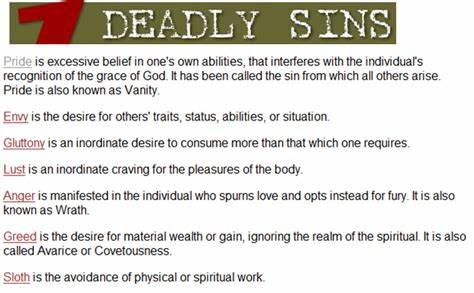 7 DEADLY SINS
Pride is excessive belief in one's own abilities, that interferes with the individual's
recognition of the grace of God. It has been called the sin from which all others arise.
Pride is also known as Vanity.
Envy is the desire for others' traits, status, abilities, or situation.
Gluttony is an inordinate desire to consume more than that which one requires.
Lust is an inordinate craving for the pleasures of the body.
Anger is manifested in the individual who spurns love and opts instead for fury. It is also
known as Wrath.
Greed is the desire for material wealth or gain, ignoring the realm of the spiritual. It is also
called Avarice or Covetousness.
Sloth is the avoidance of physical or spiritual work.